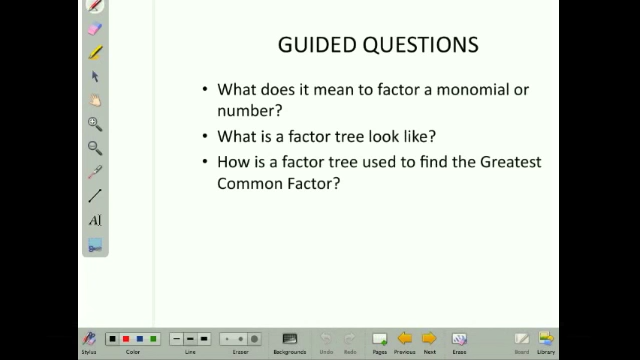 GUIDED QUESTIONS
• What does it mean to factor a monomial or
number?
• What is a factor tree look like?
• How is a factor tree used to find the Greatest
Common Factor?
AI
Stylus Color Line Eraser Backgrounds Undo Redo Pages Previous Next Erase Board Library